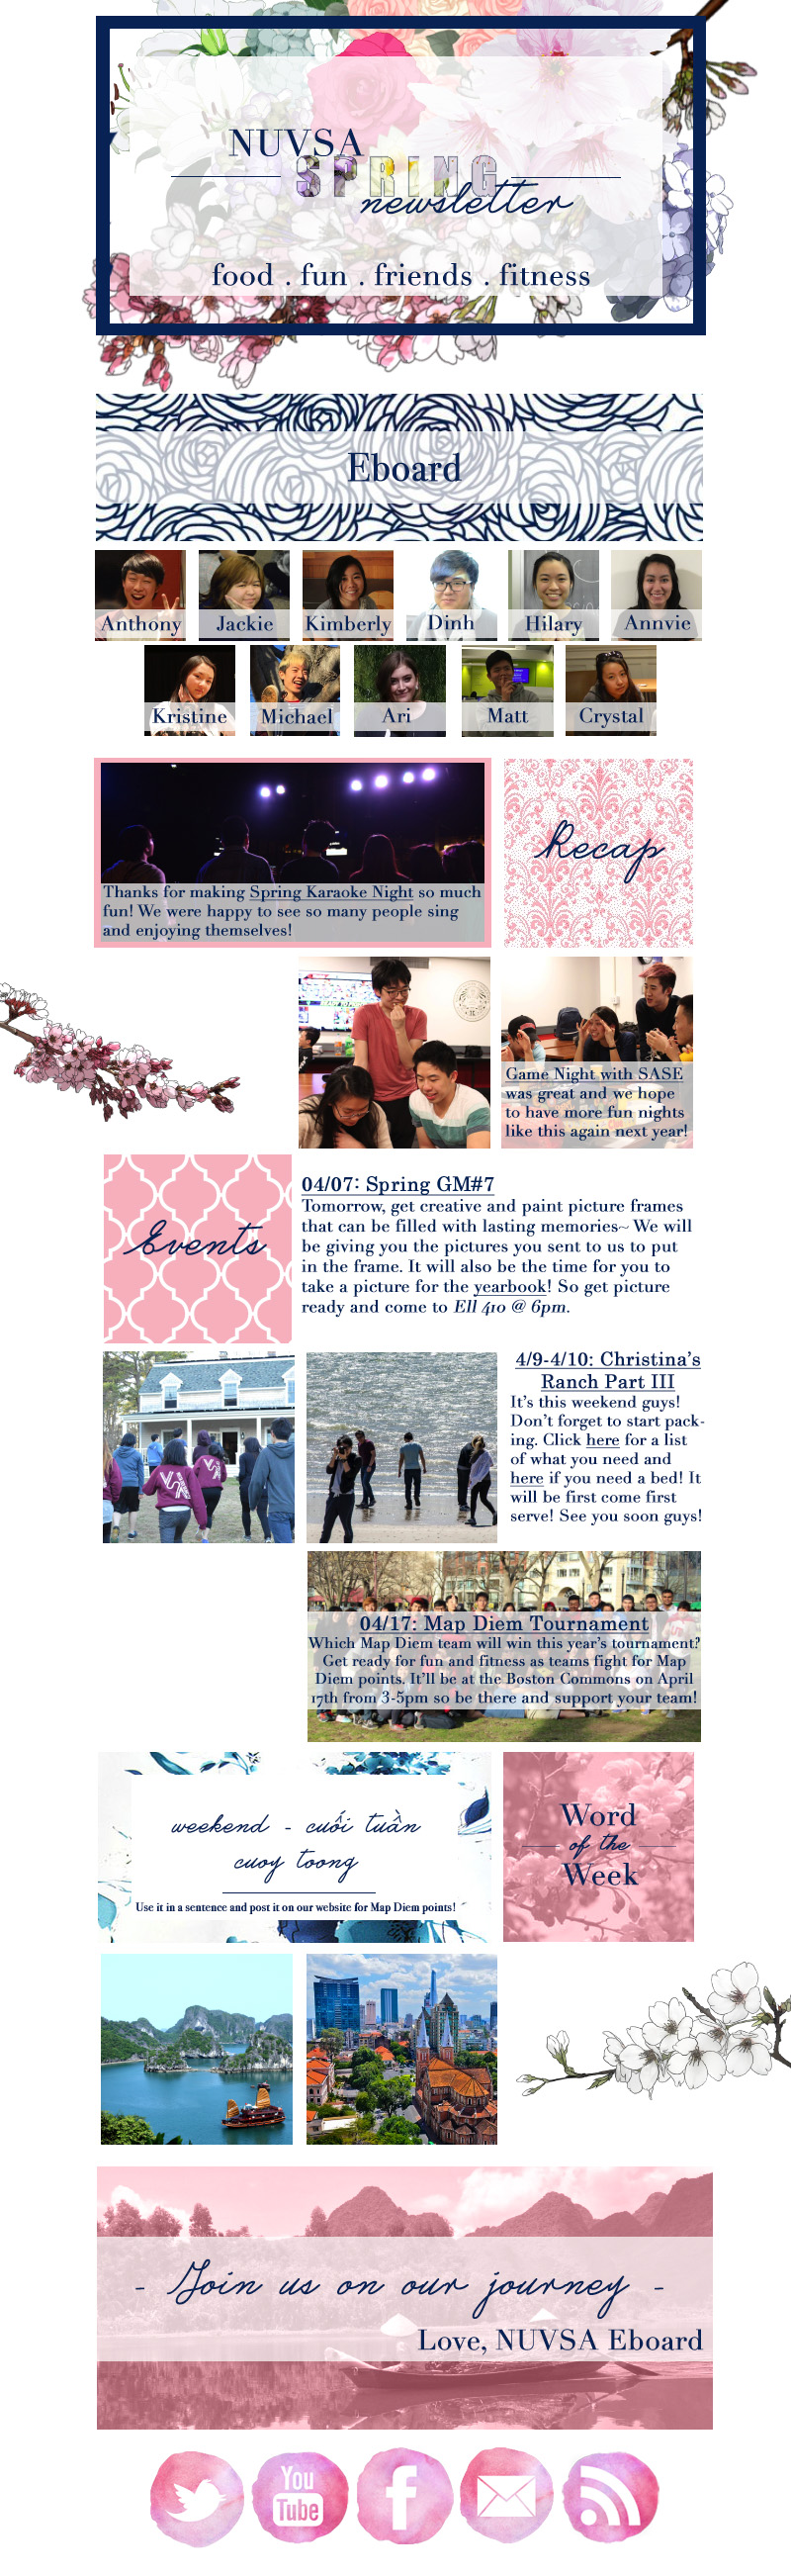 NUVSA
SPRING
newsletter
food . fun . friends . fitness
Eboard
Anthony
Jackie
Kimberly
Dinh
Hilary
Annvie
Kristine
Michael
Ari
Matt
Crystal
Thanks for making Spring Karaoke Night so much
fun! We were happy to see so many people sing
and enjoying themselves!
Recap
Game Night with SASE
was great and we hope
to have more fun nights
like this again next year!
Events
04/07: Spring GM#7
Tomorrow, get creative and paint picture frames
that can be filled with lasting memories~ We will
be giving you the pictures you sent to us to put
in the frame. It will also be the time for you to
take a picture for the yearbook! So get picture
ready and come to Ell 410 @ 6pm.
4/9-4/10: Christina's
Ranch Part III
It's this weekend guys!
Don't forget to start pack-
ing. Click here for a list
of what you need and
here if you need a bed! It
will be first come first
serve! See you soon guys!
04/17: Map Diem Tournament
Which Map Diem team will win this year's tournament?
Get ready for fun and fitness as teams fight for Map
Diem points. It'll be at the Boston Commons on April
17th from 3-5pm so be there and support your team!
weekend - cuối tuần
cuoy toong
Use it in a sentence and post it on our website for Map Diem points!
Word
of the
Week
- Join us on our journey -
Love, NUVSA Eboard
You
Tube